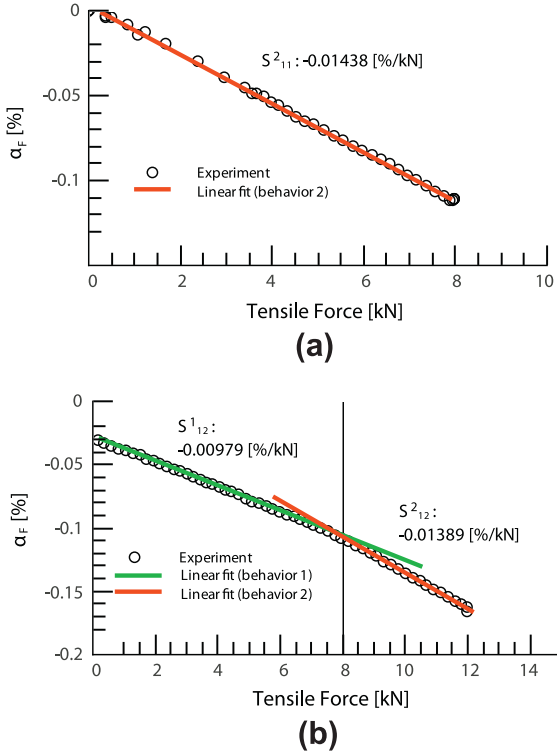 0
-0.05
-0.1
α_F [%]
S²₁₁: -0.01438 [%/kN]
Experiment
Linear fit (behavior 2)
0 2 4 6 8 10
Tensile Force [kN]
(a)
0
-0.05
-0.1
-0.15
-0.2
α_F [%]
S¹₁₂:
-0.00979 [%/kN]
S²₁₂:
-0.01389 [%/kN]
Experiment
Linear fit (behavior 1)
Linear fit (behavior 2)
0 2 4 6 8 10 12 14
Tensile Force [kN]
(b)